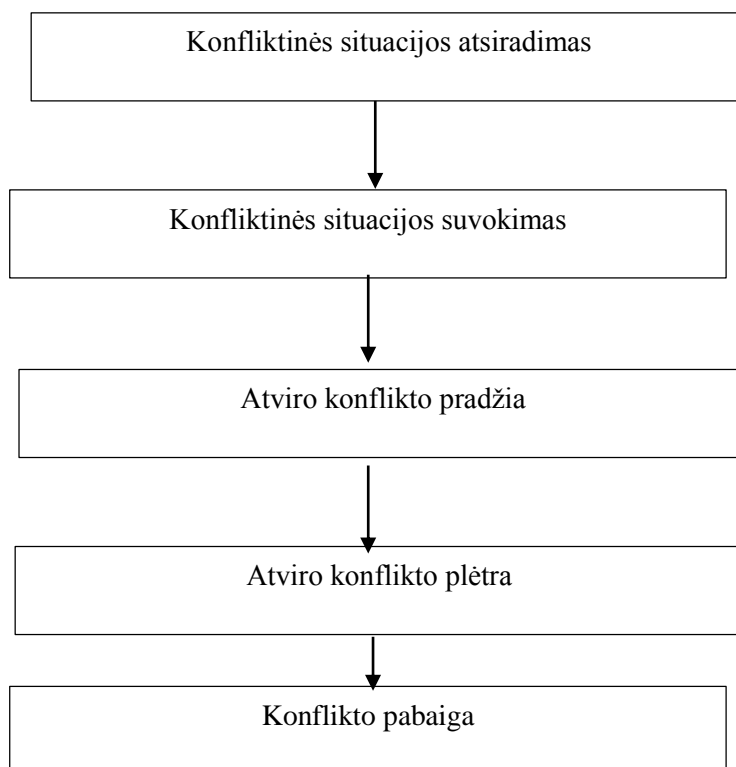 Konfliktinės situacijos atsiradimas
Konfliktinės situacijos suvokimas
Atviro konflikto pradžia
Atviro konflikto plėtra
Konflikto pabaiga